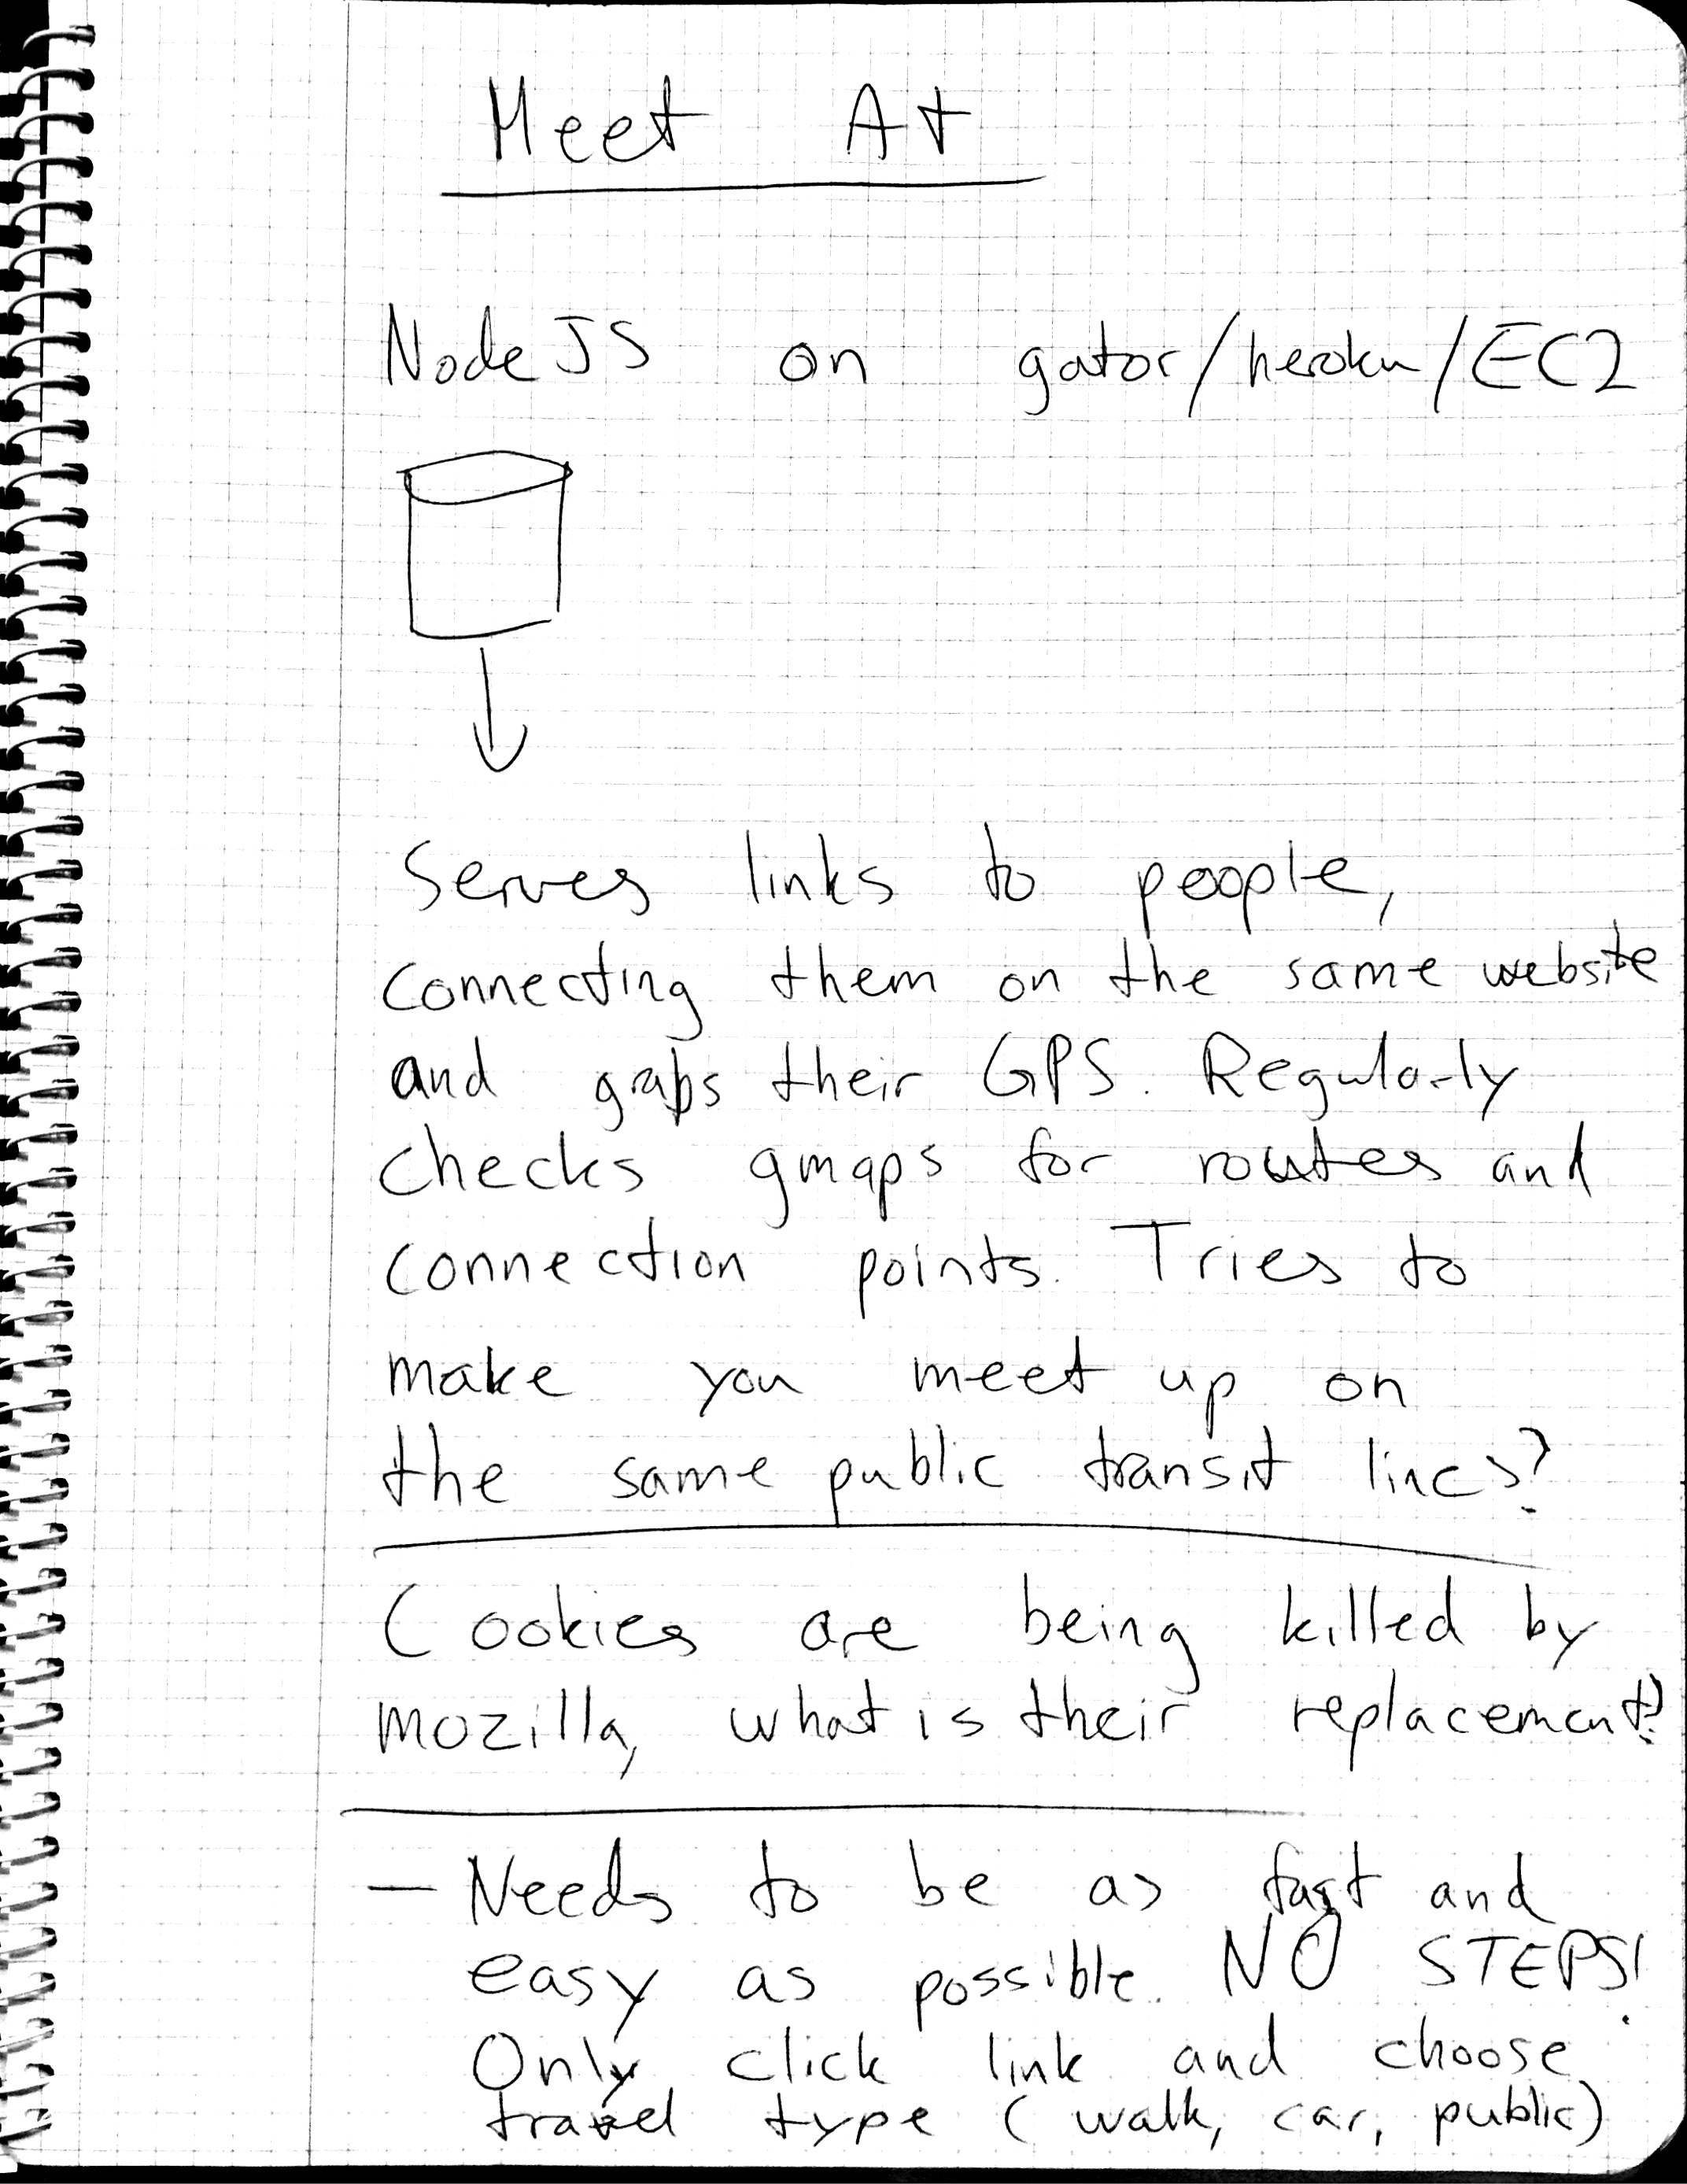 Meet At
NodeJS on gator/heroku/EC2
Serves links to people,
connecting them on the same website
and grabs their GPS. Regularly
checks gmaps for routes and
connection points. Tries to
make you meet up on
the same public transit lines?
Cookies are being killed by
mozilla, what is their replacement?
- Needs to be as fast and
easy as possible. NO STEPS!
Only click link and choose
travel type (walk, car, public)